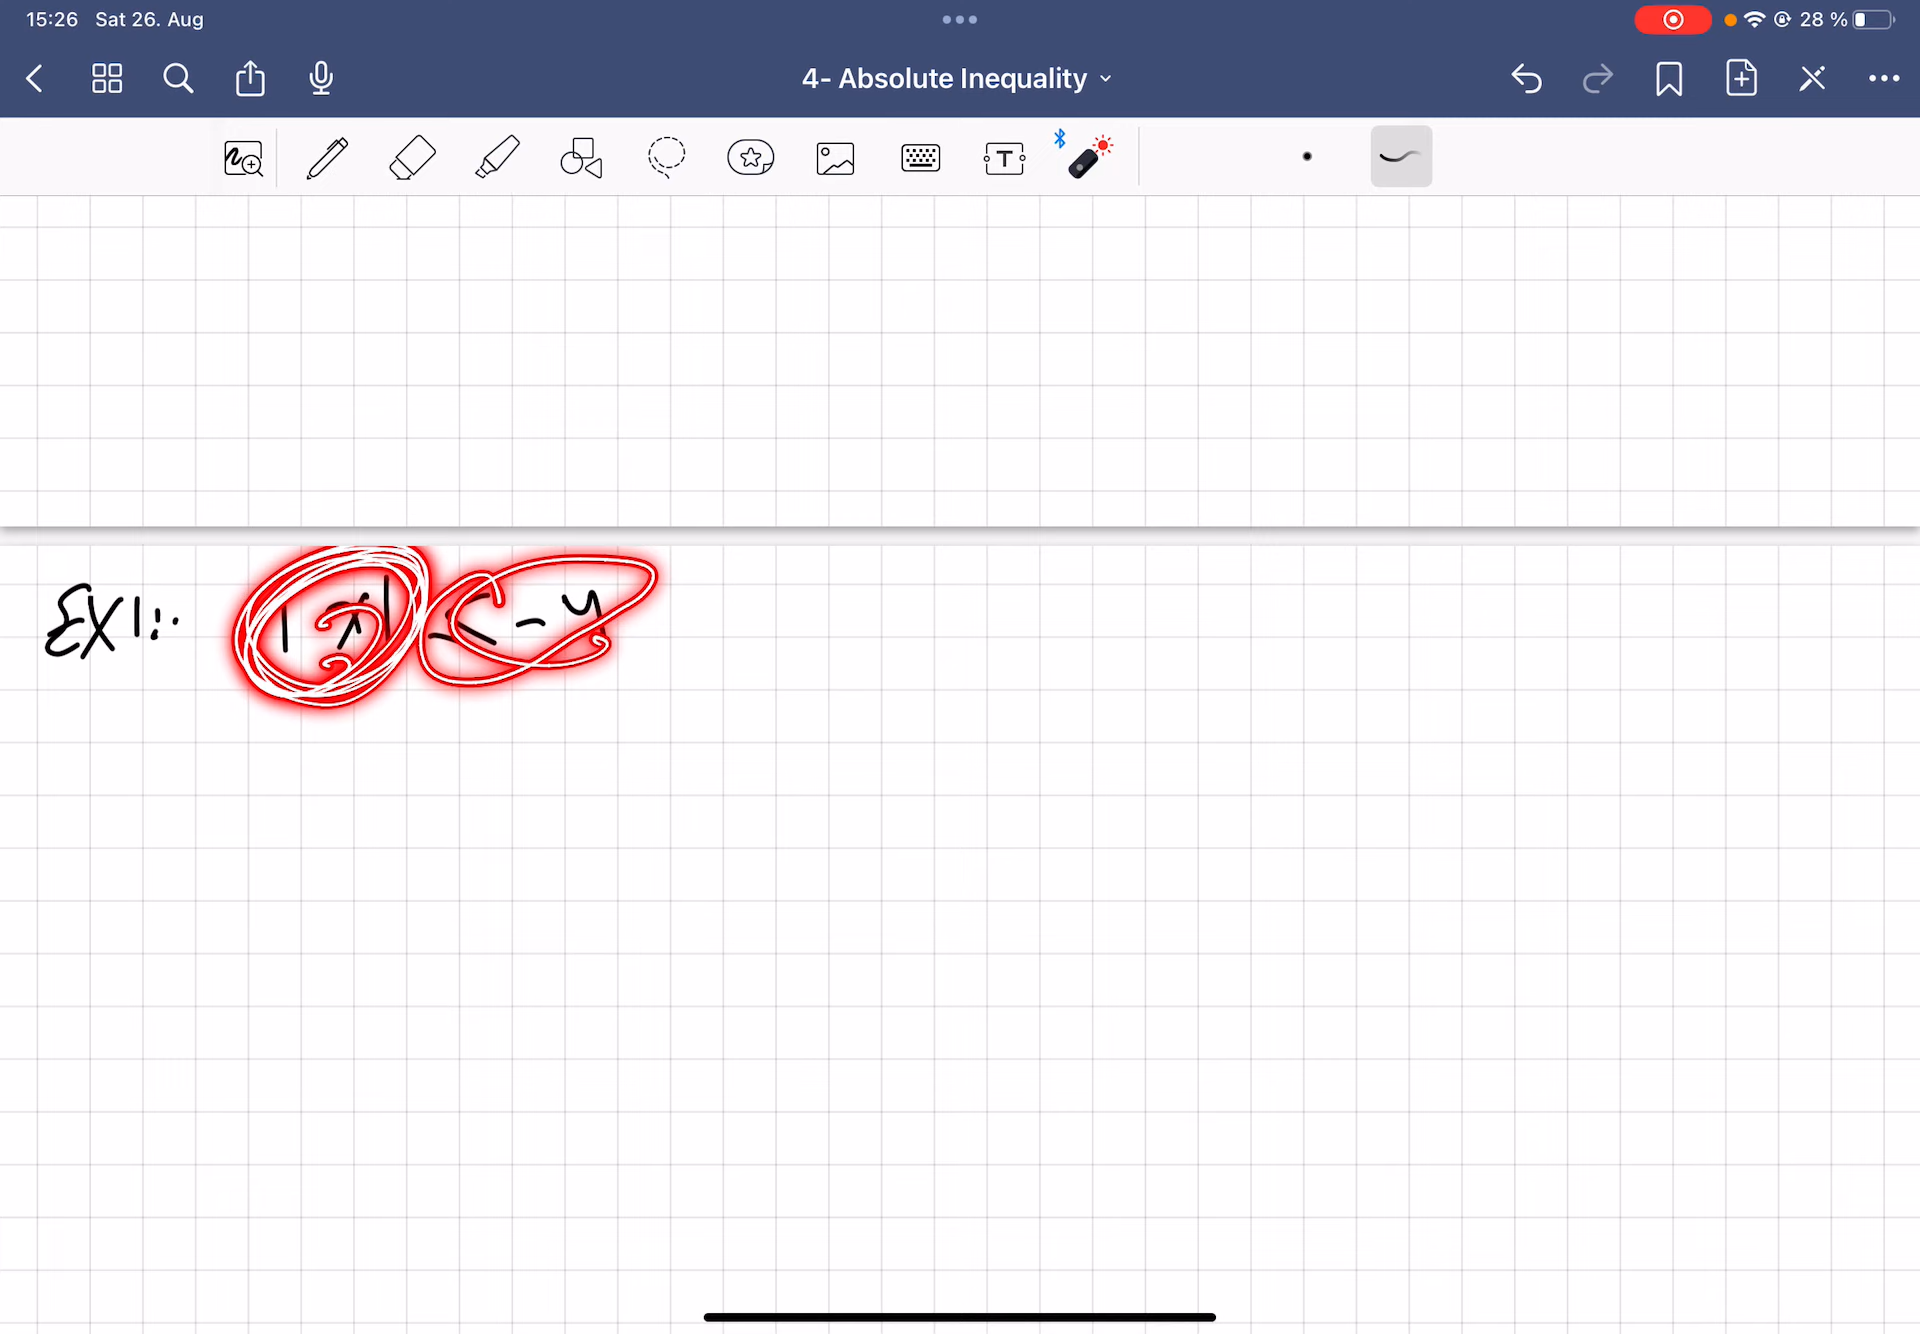 15:26 Sat 26. Aug 28 %
4- Absolute Inequality
T
EX1:. |x| < -4